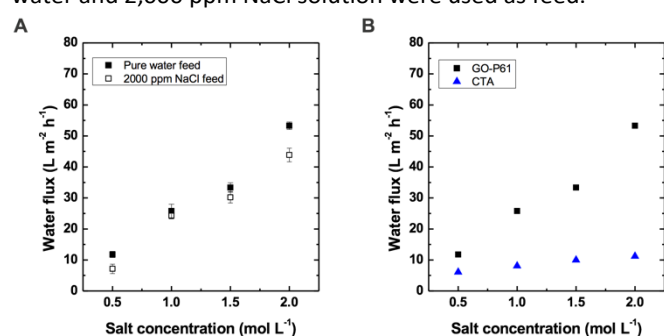 water and 2,000 ppm NaCl solution were used as feed.
A
B
80
70
60
50
40
30
20
10
0
Water flux (L m⁻² h⁻¹)
Pure water feed
2000 ppm NaCl feed
0.5 1.0 1.5 2.0
Salt concentration (mol L⁻¹)
80
70
60
50
40
30
20
10
0
Water flux (L m⁻² h⁻¹)
GO-P61
CTA
0.5 1.0 1.5 2.0
Salt concentration (mol L⁻¹)